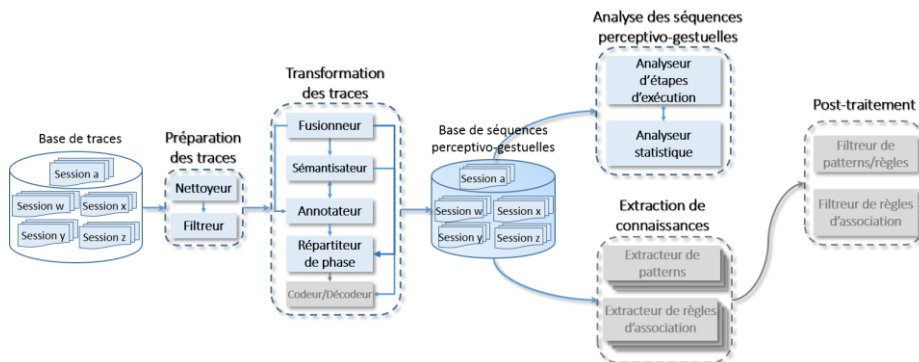 Base de traces
Session a
Session w
Session x
Session y
Session z
Préparation
des traces
Nettoyeur
Filtreur
Transformation
des traces
Fusionneur
Sémantisateur
Annotateur
Répartiteur
de phase
Codeur/Décodeur
Base de séquences
perceptivo-gestuelles
Session a
Session w
Session x
Session y
Session z
Analyse des séquences
perceptivo-gestuelles
Analyseur
d'étapes
d'exécution
Analyseur
statistique
Extraction de
connaissances
Extracteur de
patterns
Extracteur de règles
d'association
Post-traitement
Filtreur de
patterns/règles
Filtreur de règles
d'association